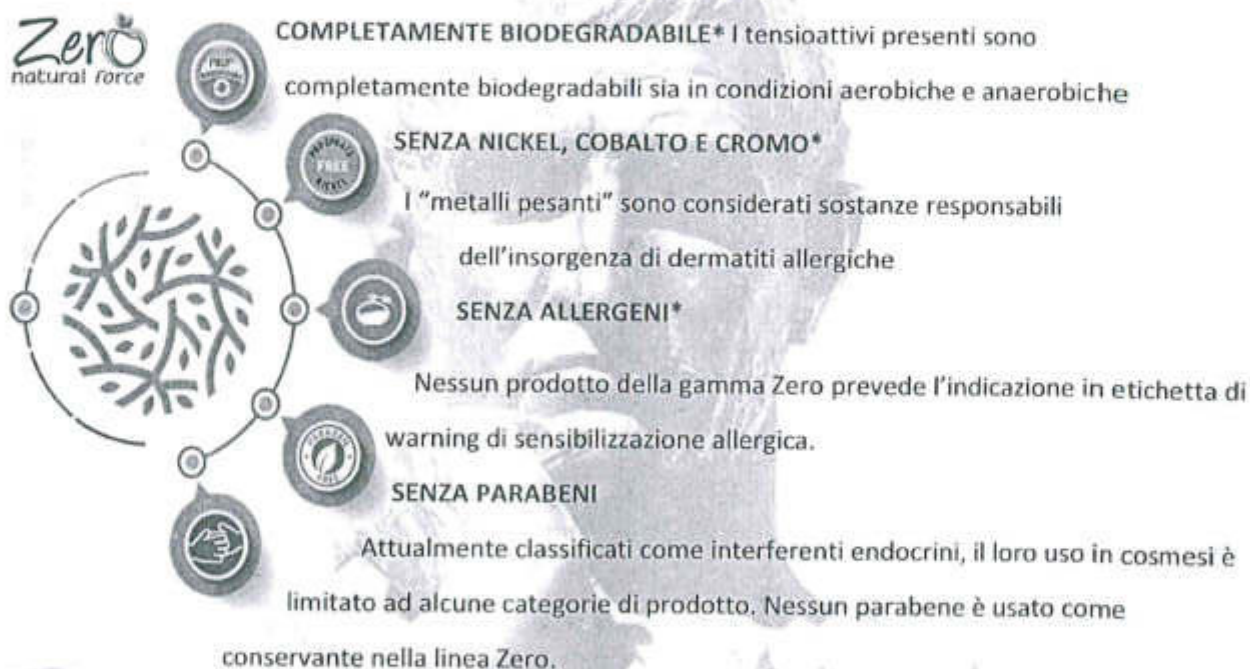 Zero
natural force
COMPLETAMENTE BIODEGRADABILE* I tensioattivi presenti sono
completamente biodegradabili sia in condizioni aerobiche e anaerobiche
SENZA NICKEL, COBALTO E CROMO*
I "metalli pesanti" sono considerati sostanze responsabili
dell'insorgenza di dermatiti allergiche
SENZA ALLERGENI*
Nessun prodotto della gamma Zero prevede l'indicazione in etichetta di
warning di sensibilizzazione allergica.
SENZA PARABENI
Attualmente classificati come interferenti endocrini, il loro uso in cosmesi è
limitato ad alcune categorie di prodotto. Nessun parabene è usato come
conservante nella linea Zero.
FREE
NICKEL